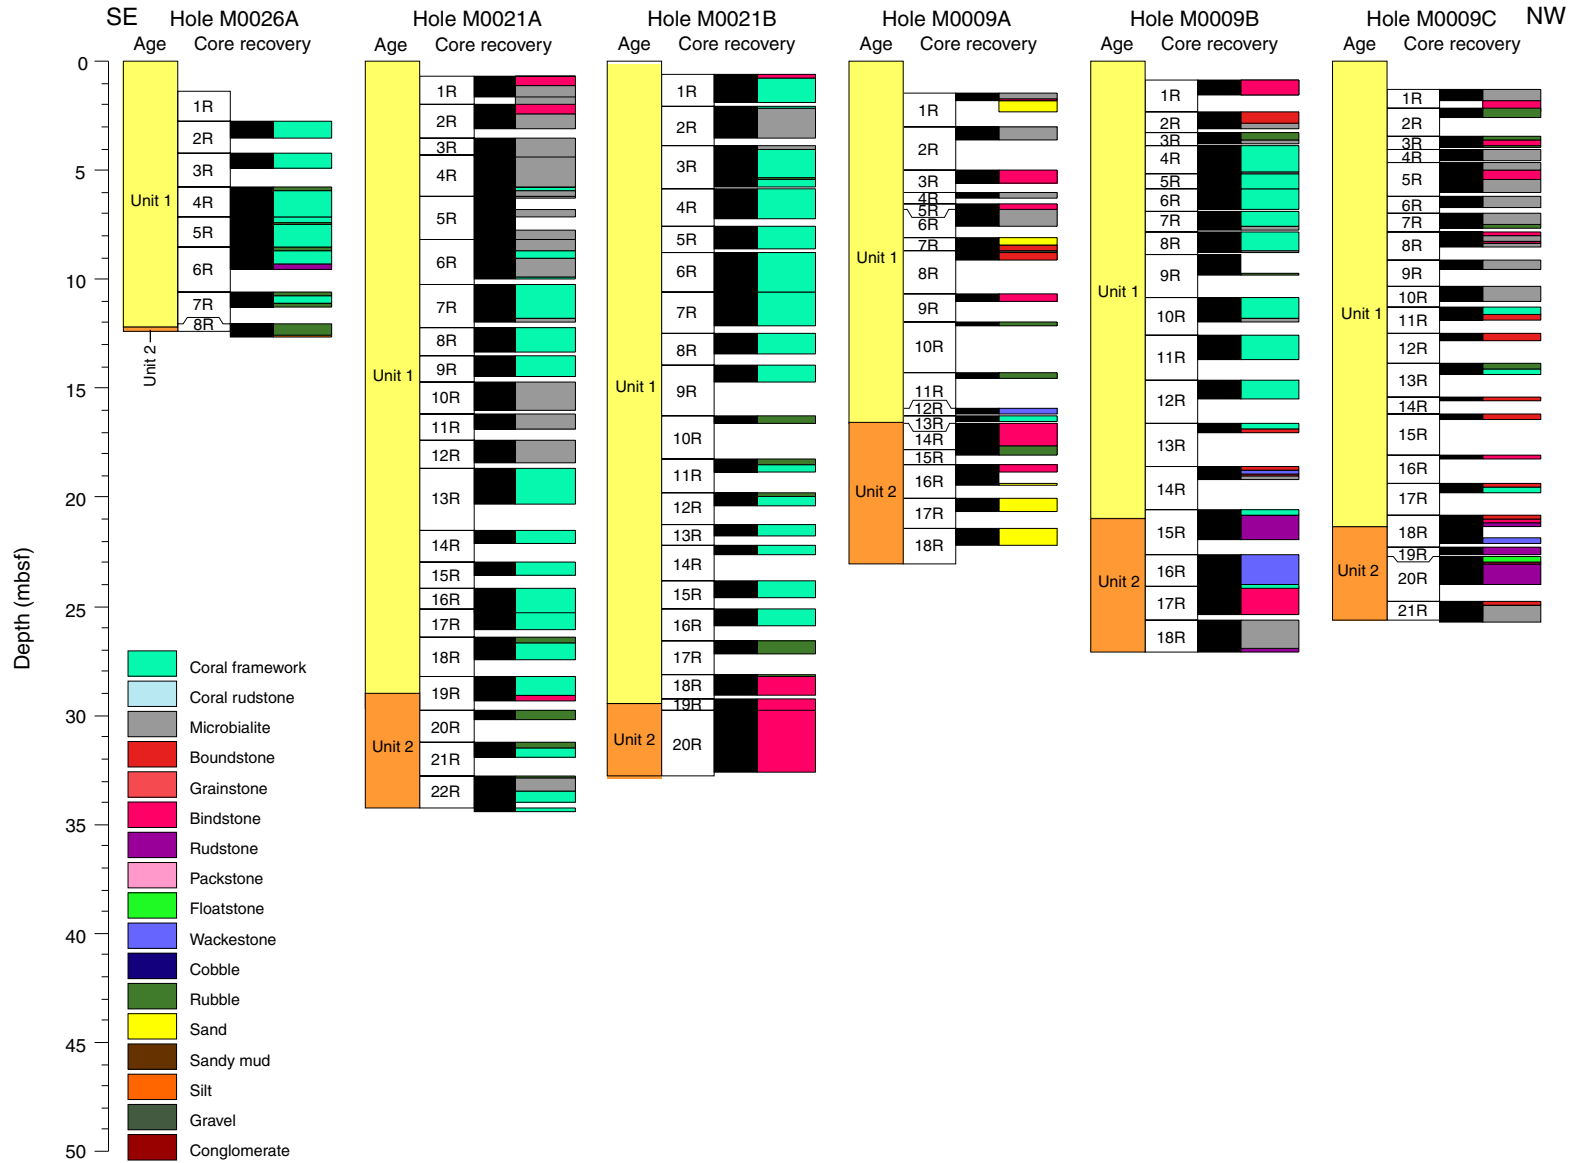 SE Hole M0026A Hole M0021A Hole M0021B Hole M0009A Hole M0009B Hole M0009C NW
Age Core recovery Age Core recovery Age Core recovery Age Core recovery Age Core recovery Age Core recovery
Depth (mbsf)
0
5
10
15
20
25
30
35
40
45
50
Unit 1
Unit 2
1R
2R
3R
4R
5R
6R
7R
8R
Unit 1
Unit 2
1R
2R
3R
4R
5R
6R
7R
8R
9R
10R
11R
12R
13R
14R
15R
16R
17R
18R
19R
20R
21R
22R
Unit 1
Unit 2
1R
2R
3R
4R
5R
6R
7R
8R
9R
10R
11R
12R
13R
14R
15R
16R
17R
18R
19R
20R
Unit 1
Unit 2
1R
2R
3R
4R
5R
6R
7R
8R
9R
10R
11R
12R
13R
14R
15R
16R
17R
18R
Unit 1
Unit 2
1R
2R
3R
4R
5R
6R
7R
8R
9R
10R
11R
12R
13R
14R
15R
16R
17R
18R
Unit 1
Unit 2
1R
2R
3R
4R
5R
6R
7R
8R
9R
10R
11R
12R
13R
14R
15R
16R
17R
18R
19R
20R
21R
Coral framework
Coral rudstone
Microbialite
Boundstone
Grainstone
Bindstone
Rudstone
Packstone
Floatstone
Wackestone
Cobble
Rubble
Sand
Sandy mud
Silt
Gravel
Conglomerate